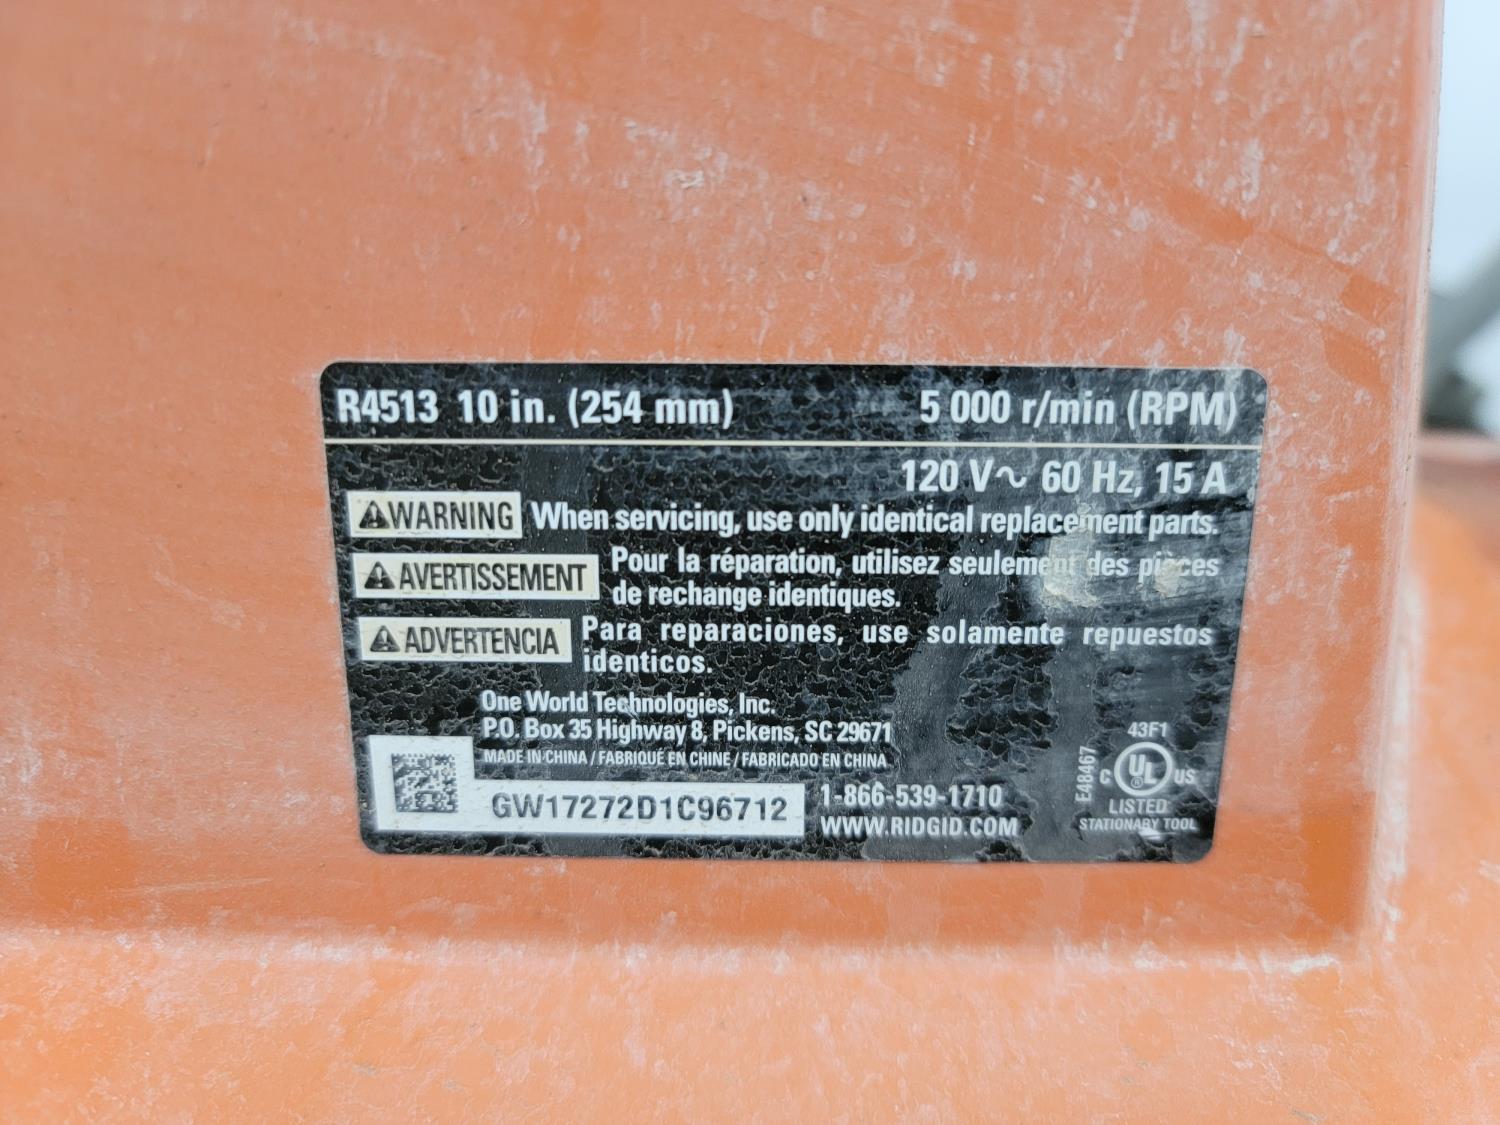 R4513 10 in. (254 mm) 5 000 r/min (RPM)
120 V~ 60 Hz, 15 A
WARNING When servicing, use only identical replacement parts.
AVERTISSEMENT Pour la réparation, utilisez seulement des pièces
de rechange identiques.
ADVERTENCIA Para reparaciones, use solamente repuestos
identicos.
One World Technologies, Inc.
P.O. Box 35 Highway 8, Pickens, SC 29671
MADE IN CHINA / FABRIQUÉ EN CHINE / FABRICADO EN CHINA
GW17272D1C96712
1-866-539-1710
WWW.RIDGID.COM
E48467
43F1
C UL ® US
LISTED
STATIONARY TOOL